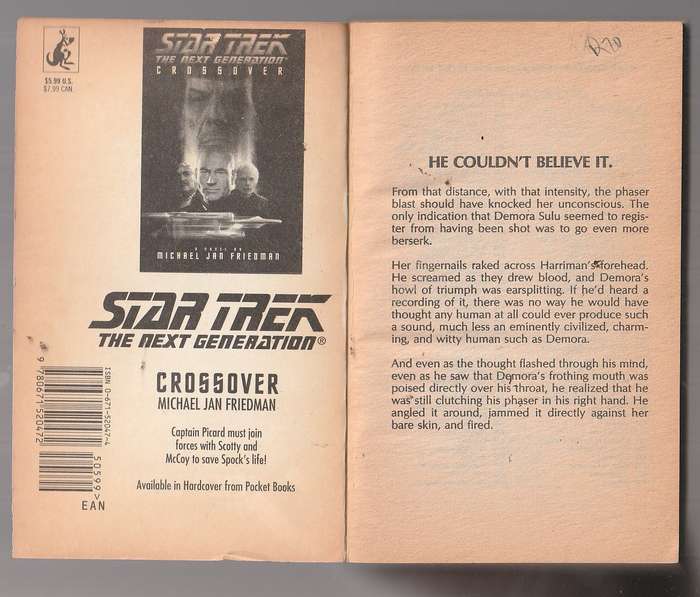 $5.99 U.S.
$7.99 CAN.
STAR TREK
THE NEXT GENERATION
CROSSOVER
A NOVEL BY
MICHAEL JAN FRIEDMAN
STAR TREK
THE NEXT GENERATION®
CROSSOVER
MICHAEL JAN FRIEDMAN
Captain Picard must join
forces with Scotty and
McCoy to save Spock's life!
Available in Hardcover from Pocket Books
ISBN 0-671-52047-4
9 780671 520472
50599>
EAN
HE COULDN'T BELIEVE IT.
From that distance, with that intensity, the phaser
blast should have knocked her unconscious. The
only indication that Demora Sulu seemed to regis-
ter from having been shot was to go even more
berserk.
Her fingernails raked across Harriman's forehead.
He screamed as they drew blood, and Demora's
howl of triumph was earsplitting. If he'd heard a
recording of it, there was no way he would have
thought any human at all could ever produce such
a sound, much less an eminently civilized, charm-
ing, and witty human such as Demora.
And even as the thought flashed through his mind,
even as he saw that Demora's frothing mouth was
poised directly over his throat, he realized that he
was still clutching his phaser in his right hand. He
angled it around, jammed it directly against her
bare skin, and fired.